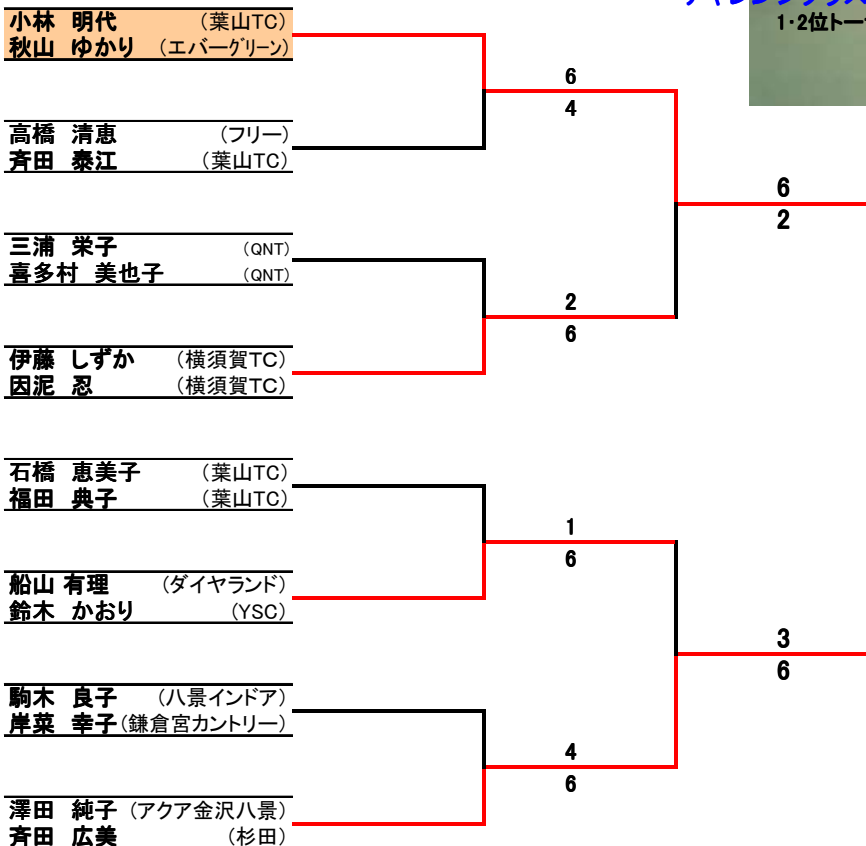 1・2位トー
小林 明代 (葉山TC)
秋山 ゆかり (エバーグリーン)
6
4
高橋 清恵 (フリー)
斉田 泰江 (葉山TC)
6
2
三浦 栄子 (QNT)
喜多村 美也子 (QNT)
2
6
伊藤 しずか (横須賀TC)
因泥 忍 (横須賀TC)
石橋 恵美子 (葉山TC)
福田 典子 (葉山TC)
1
6
船山 有理 (ダイヤランド)
鈴木 かおり (YSC)
3
6
駒木 良子 (八景インドア)
岸菜 幸子 (鎌倉宮カントリー)
4
6
澤田 純子 (アクア金沢八景)
斉田 広美 (杉田)